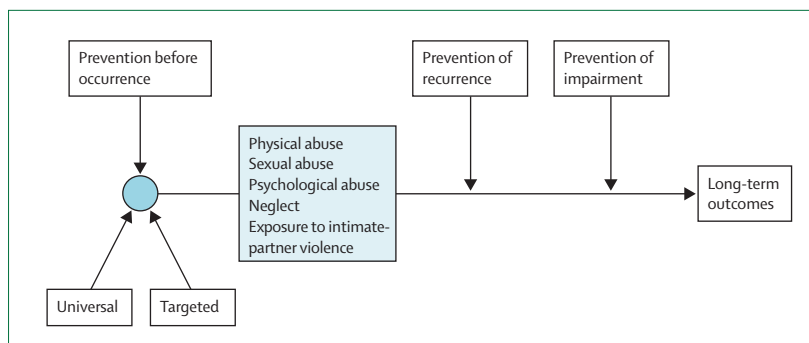 Prevention before
occurrence
Prevention of
recurrence
Prevention of
impairment
Physical abuse
Sexual abuse
Psychological abuse
Neglect
Exposure to intimate-
partner violence
Long-term
outcomes
Universal
Targeted